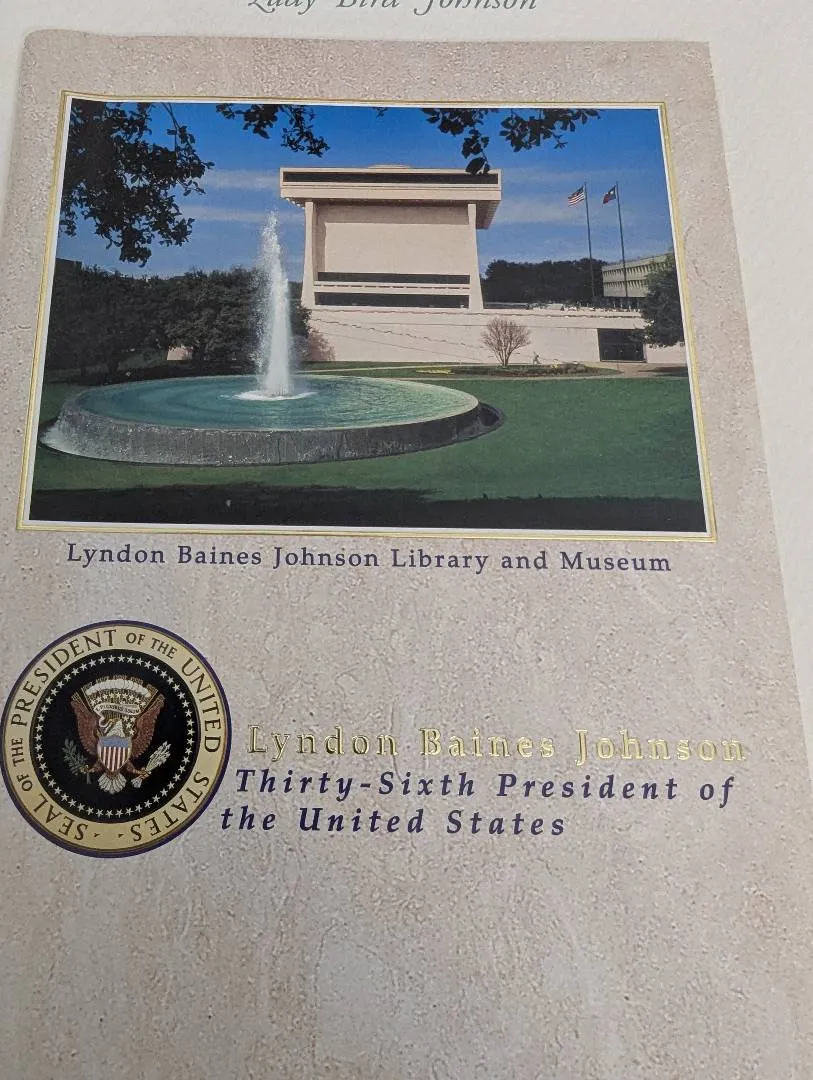 Lady Bird Johnson
Lyndon Baines Johnson Library and Museum
SEAL OF THE PRESIDENT OF THE UNITED STATES
Lyndon Baines Johnson
Thirty-Sixth President of
the United States